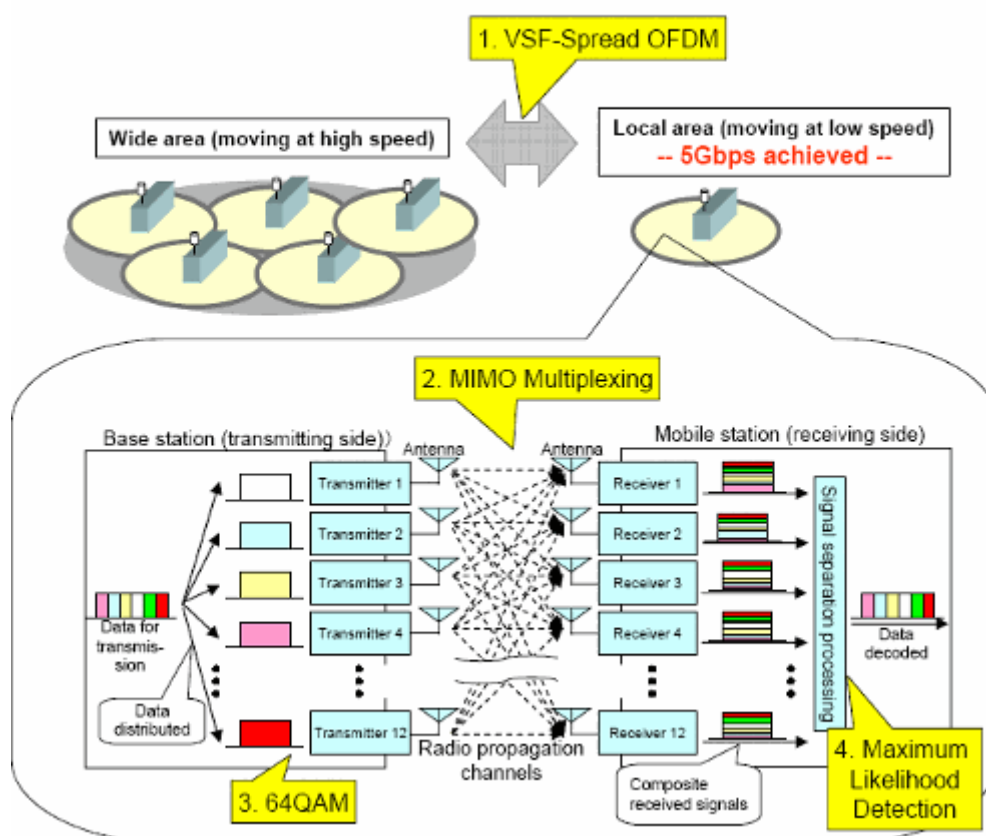 1. VSF-Spread OFDM
Wide area (moving at high speed)
Local area (moving at low speed)
-- 5Gbps achieved --
2. MIMO Multiplexing
Base station (transmitting side))
Mobile station (receiving side)
Antenna
Antenna
Transmitter 1
Receiver 1
Transmitter 2
Receiver 2
Transmitter 3
Receiver 3
Transmitter 4
Receiver 4
Transmitter 12
Receiver 12
Data for
transmis-
sion
Data
distributed
Signal separation processing
Data
decoded
Radio propagation
channels
3. 64QAM
Composite
received signals
4. Maximum
Likelihood
Detection